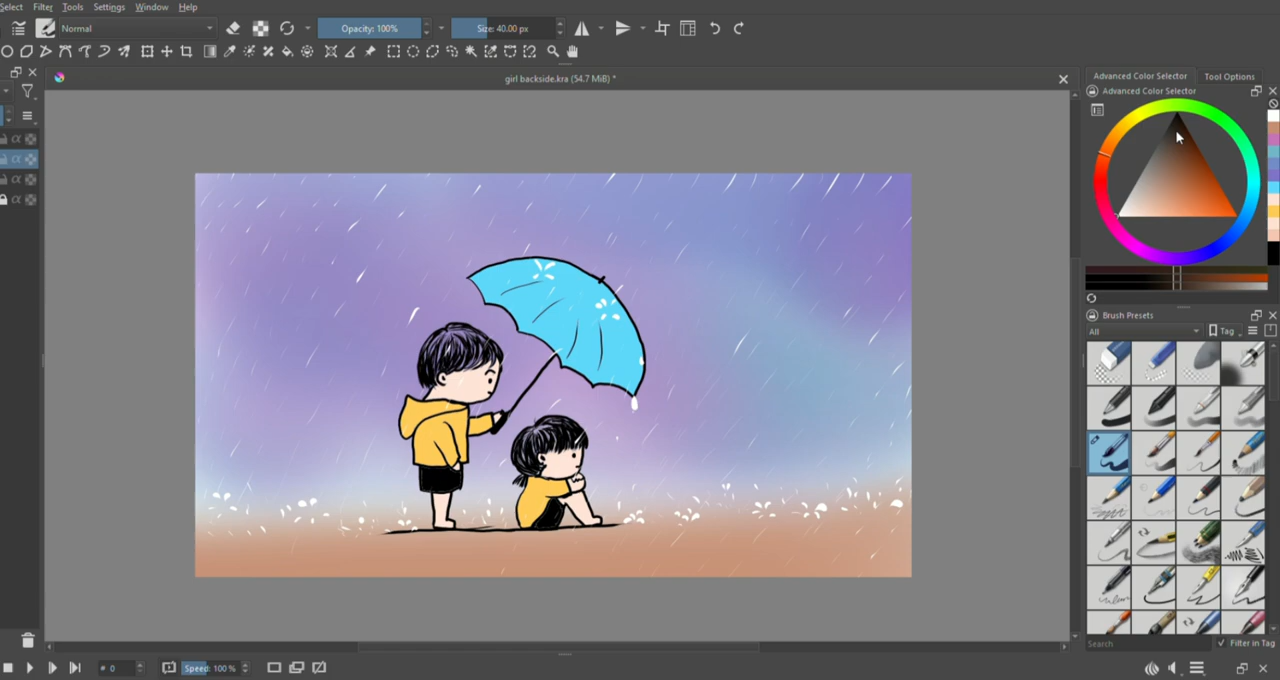 Select Filter Tools Settings Window Help
Normal
Opacity: 100%
Size: 40.00 px
girl backside.kra (54.7 MiB) *
Advanced Color Selector
Tool Options
Advanced Color Selector
Brush Presets
All
Tag
Search
Filter in Tag
# 0
Speed: 100 %